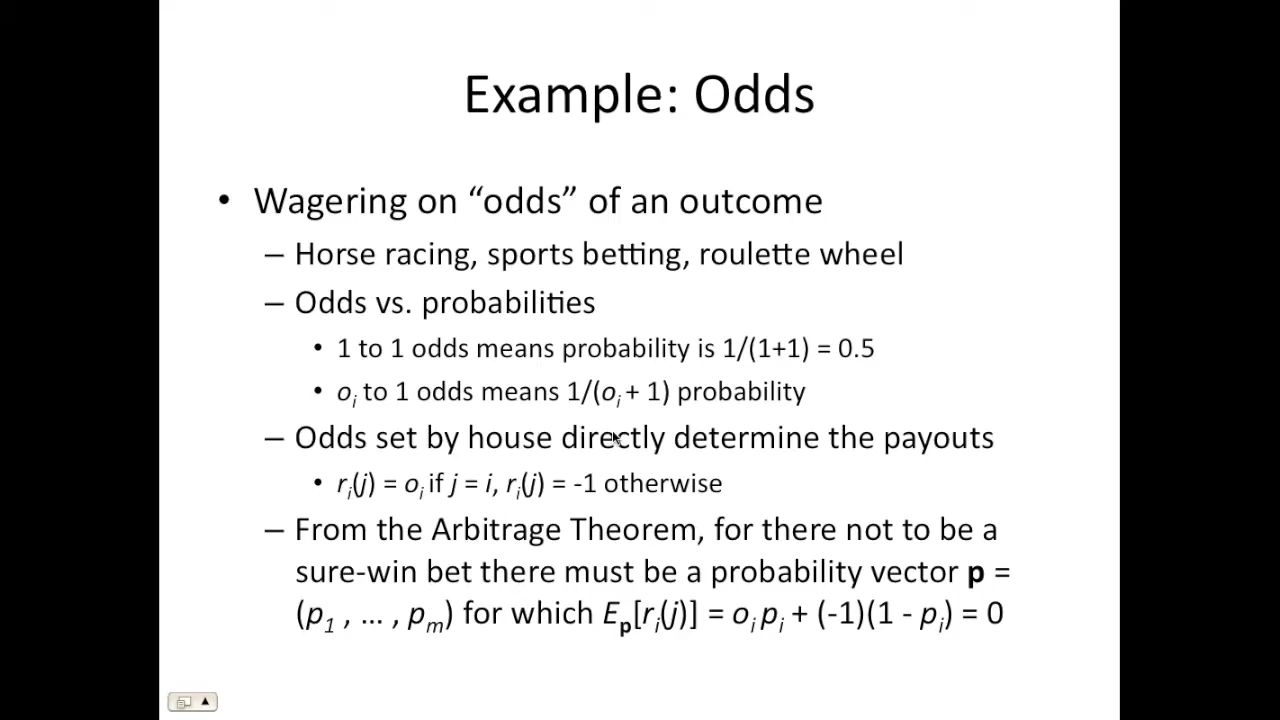 Example: Odds
• Wagering on “odds” of an outcome
– Horse racing, sports betting, roulette wheel
– Odds vs. probabilities
• 1 to 1 odds means probability is 1/(1+1) = 0.5
• oᵢ to 1 odds means 1/(oᵢ + 1) probability
– Odds set by house directly determine the payouts
• rᵢ(j) = oᵢ if j = i, rᵢ(j) = -1 otherwise
– From the Arbitrage Theorem, for there not to be a
sure-win bet there must be a probability vector p =
(p₁ , … , pₘ) for which Eₚ[rᵢ(j)] = oᵢ pᵢ + (-1)(1 - pᵢ) = 0